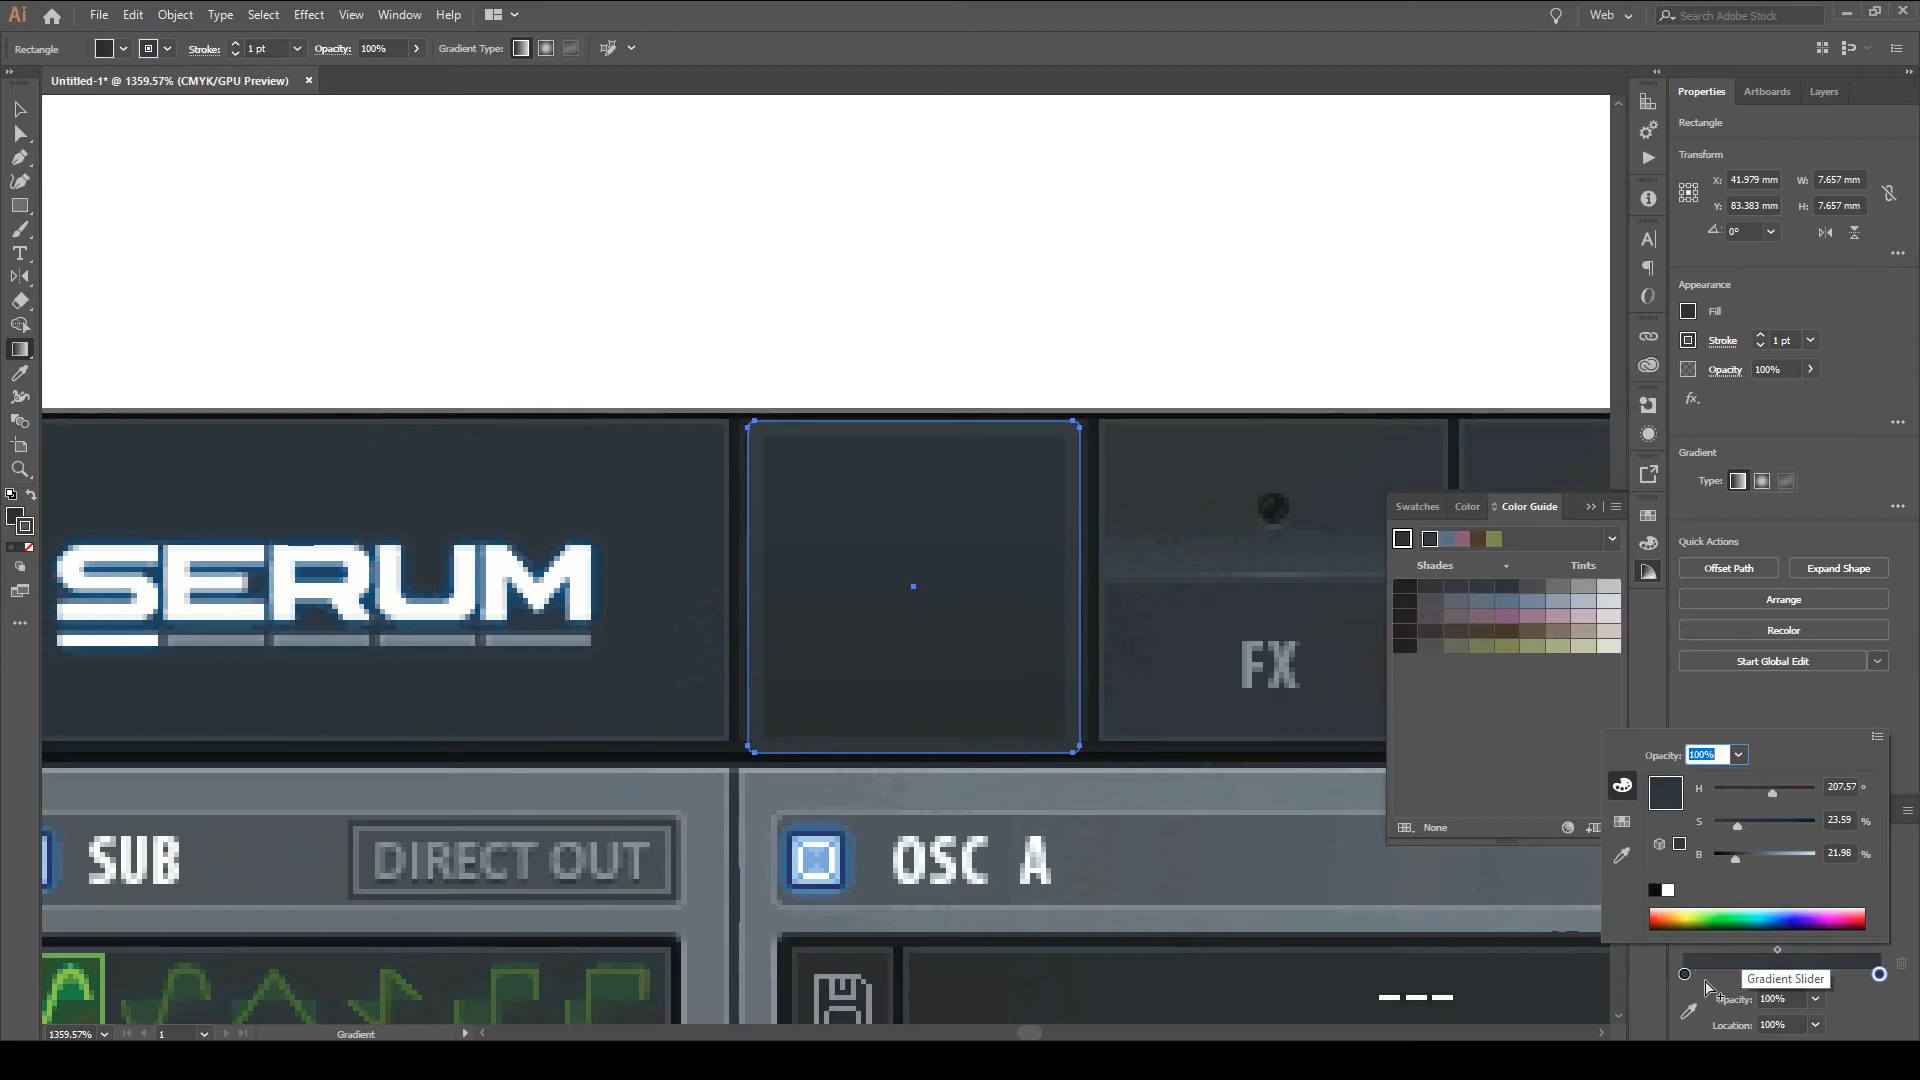 Ai File Edit Object Type Select Effect View Window Help Web Search Adobe Stock
Rectangle Stroke: 1 pt Opacity: 100% Gradient Type:
Untitled-1* @ 1359.57% (CMYK/GPU Preview) ×
Properties Artboards Layers
Rectangle
Transform
X: 41.979 mm W: 7.657 mm
Y: 83.383 mm H: 7.657 mm
0°
Appearance
Fill
Stroke 1 pt
Opacity 100%
fx.
Gradient
Type:
Swatches Color Color Guide
Shades Tints
Quick Actions
Offset Path Expand Shape
Arrange
Recolor
Start Global Edit
SERUM
FX
Opacity: 100%
H 207.57 °
S 23.59 %
B 21.98 %
None
SUB DIRECT OUT OSC A
Gradient Slider
Opacity: 100%
Location: 100%
1359.57% 1 Gradient